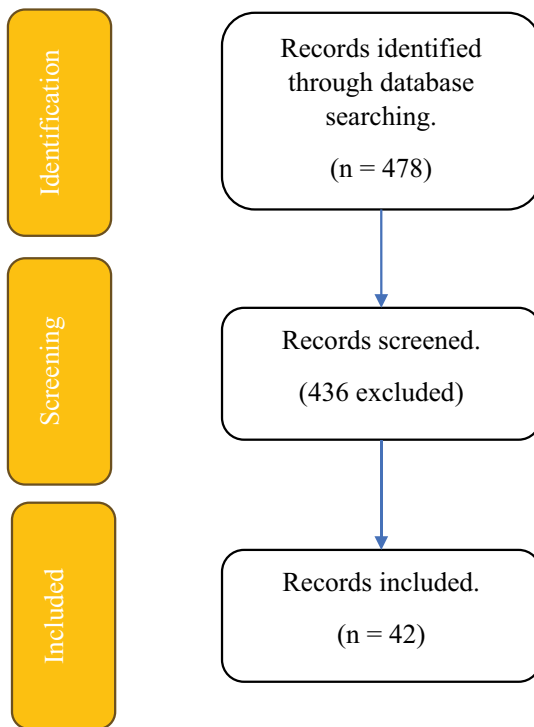 Identification
Records identified
through database
searching.
(n = 478)
Screening
Records screened.
(436 excluded)
Included
Records included.
(n = 42)